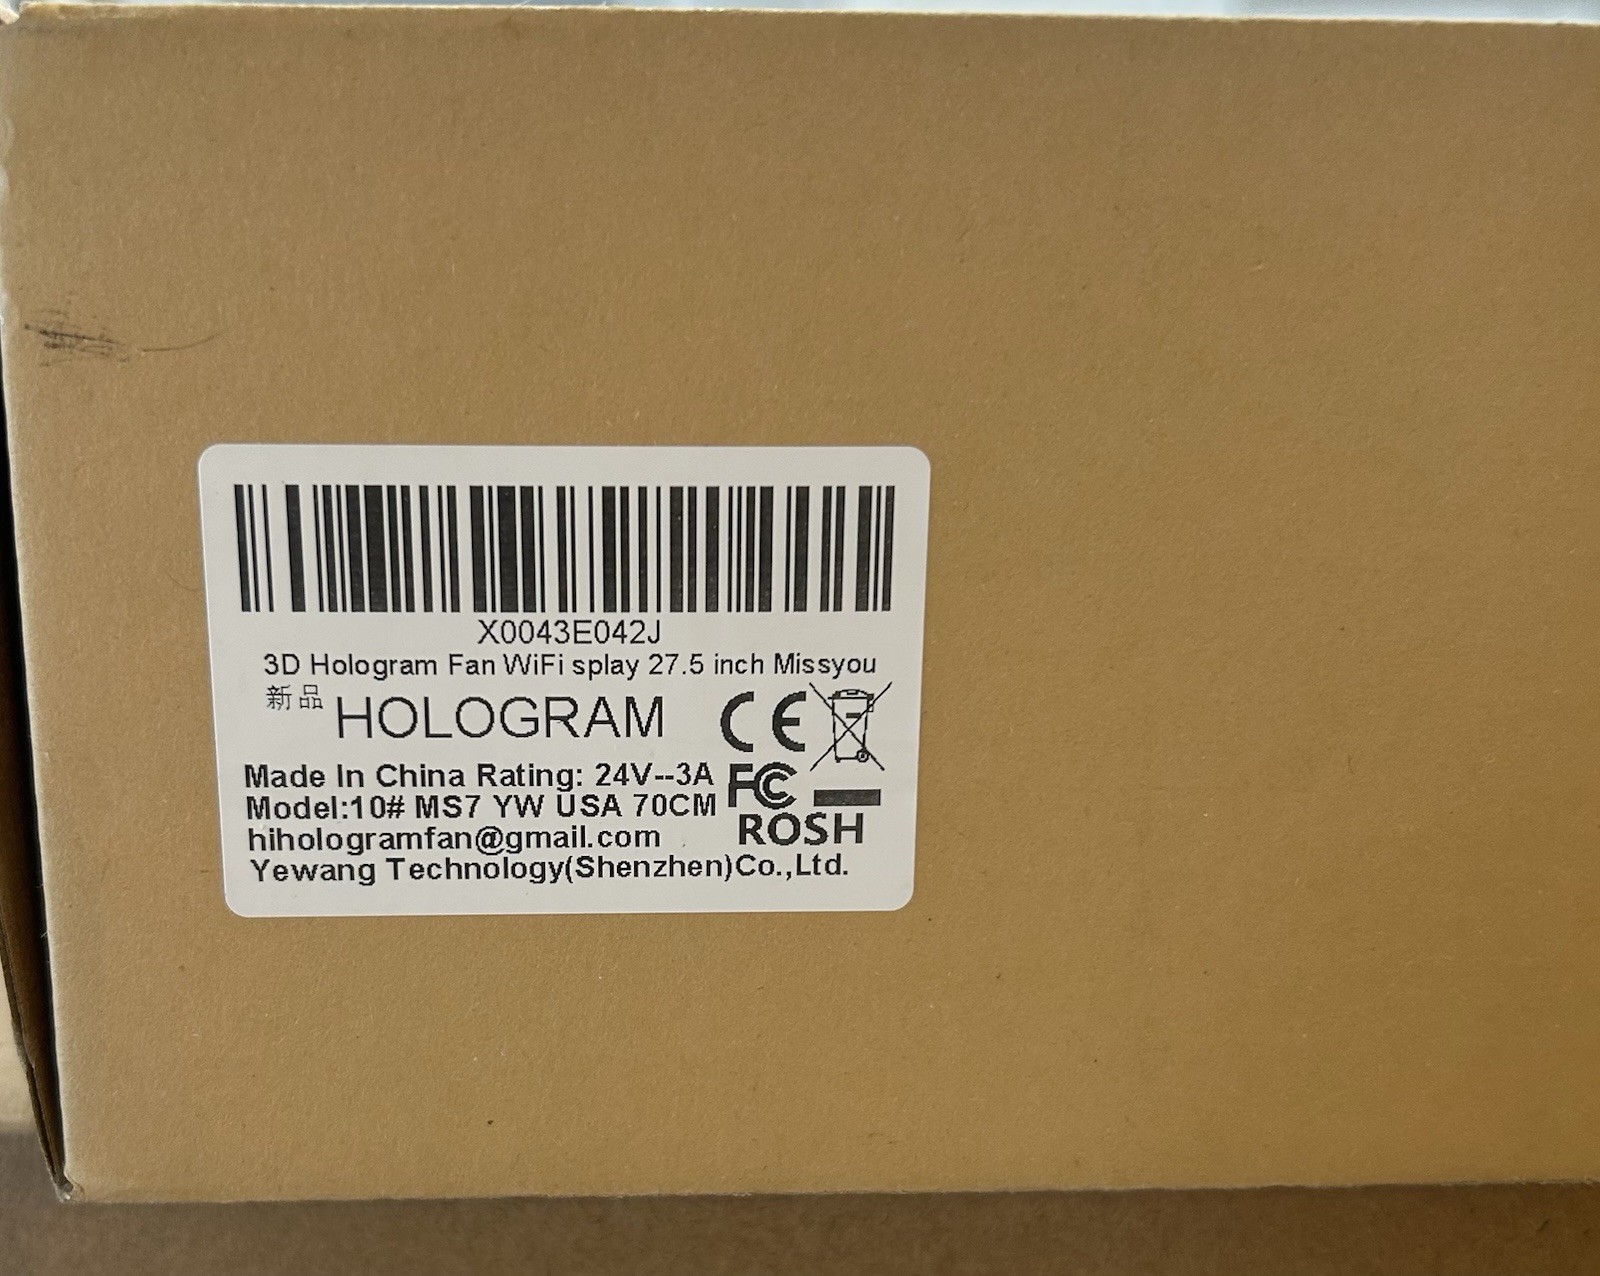 X0043E042J
3D Hologram Fan WiFi splay 27.5 inch Missyou
新品
HOLOGRAM CE
Made In China Rating: 24V--3A FC
Model:10# MS7 YW USA 70CM
ROSH
hihologramfan@gmail.com
Yewang Technology(Shenzhen)Co.,Ltd.